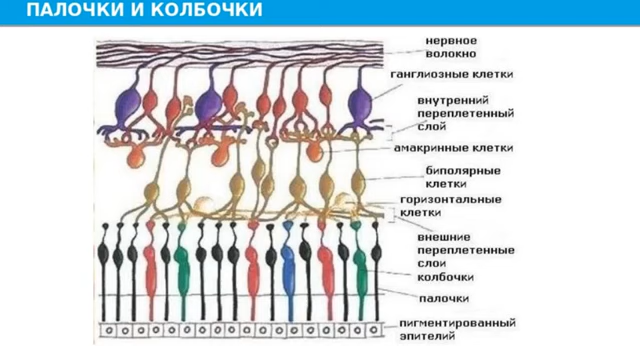 ПАЛОЧКИ И КОЛБОЧКИ
нервное
волокно
ганглиозные клетки
внутренний
переплетенный
слой
амакринные клетки
биполярные
клетки
горизонтальные
клетки
внешние
переплетенные
слои
колбочки
палочки
пигментированный
эпителий